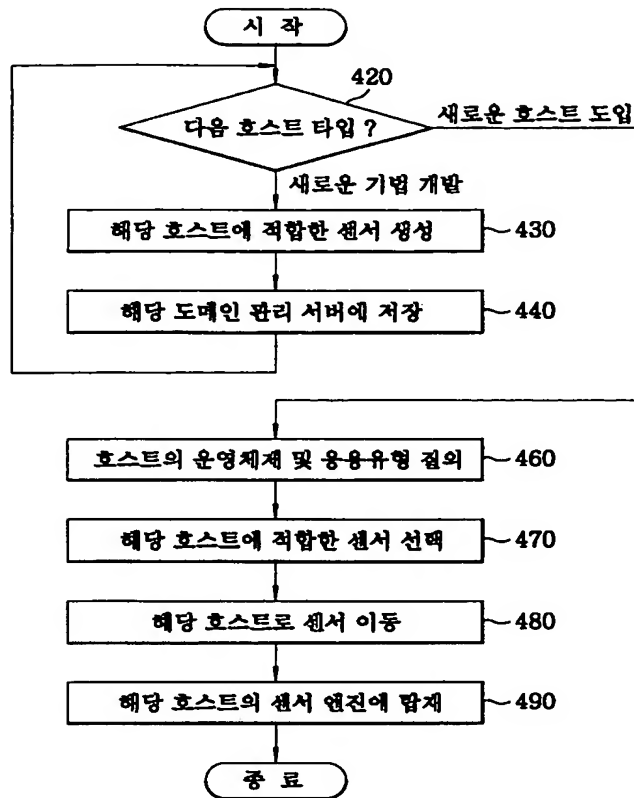 시 작
420
다음 호스트 타입 ?
새로운 호스트 도입
새로운 기법 개발
해당 호스트에 적합한 센서 생성
430
해당 도메인 관리 서버에 저장
440
호스트의 운영체제 및 응용유형 질의
460
해당 호스트에 적합한 센서 선택
470
해당 호스트로 센서 이동
480
해당 호스트의 센서 엔진에 탑재
490
종 료